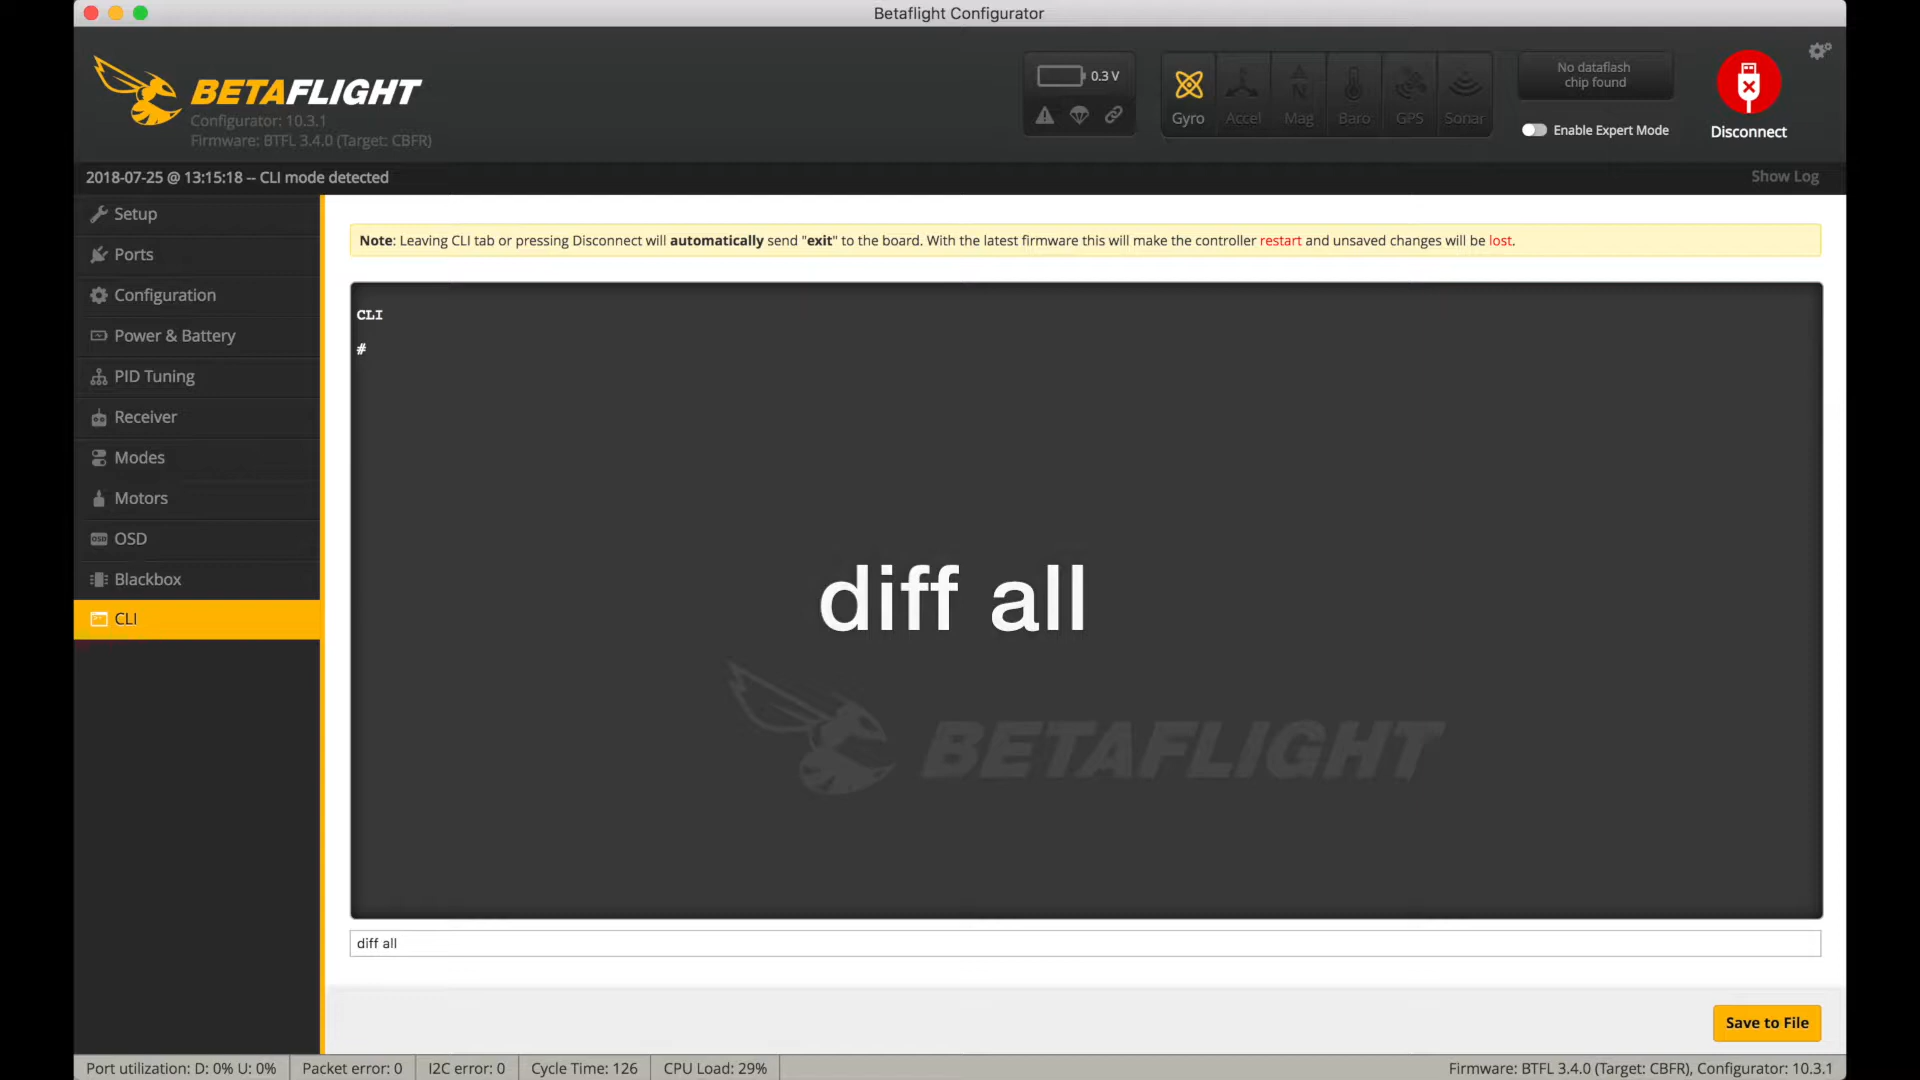 Betaflight Configurator
BETAFLIGHT
Configurator: 10.3.1
Firmware: BTFL 3.4.0 (Target: CBFR)
0.3 V
Gyro
Accel
Mag
Baro
GPS
Sonar
No dataflash
chip found
Enable Expert Mode
Disconnect
2018-07-25 @ 13:15:18 -- CLI mode detected
Show Log
Setup
Ports
Configuration
Power & Battery
PID Tuning
Receiver
Modes
Motors
OSD
Blackbox
CLI
Note: Leaving CLI tab or pressing Disconnect will automatically send "exit" to the board. With the latest firmware this will make the controller restart and unsaved changes will be lost.
CLI
#
diff all
BETAFLIGHT
diff all
Save to File
Port utilization: D: 0% U: 0%
Packet error: 0
I2C error: 0
Cycle Time: 126
CPU Load: 29%
Firmware: BTFL 3.4.0 (Target: CBFR), Configurator: 10.3.1